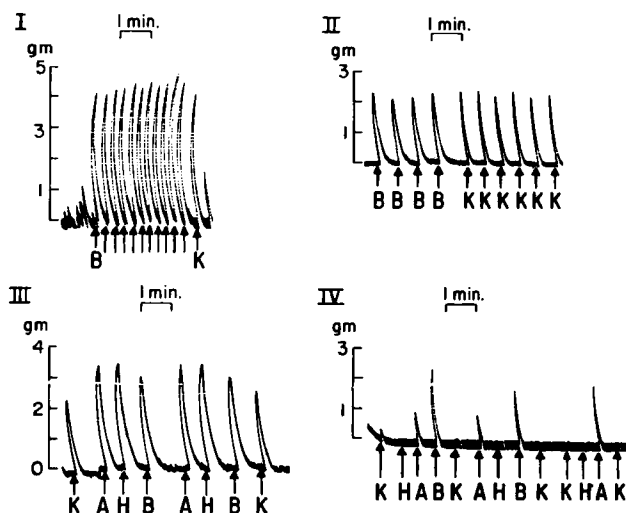 I
1 min.
gm
5
3
1
B K
II
1 min.
gm
3
1
B B B B K K K K K K
III
1 min.
gm
4
2
0
K A H B A H B K
IV
1 min.
gm
3
1
K H A B K A H B K K H A K